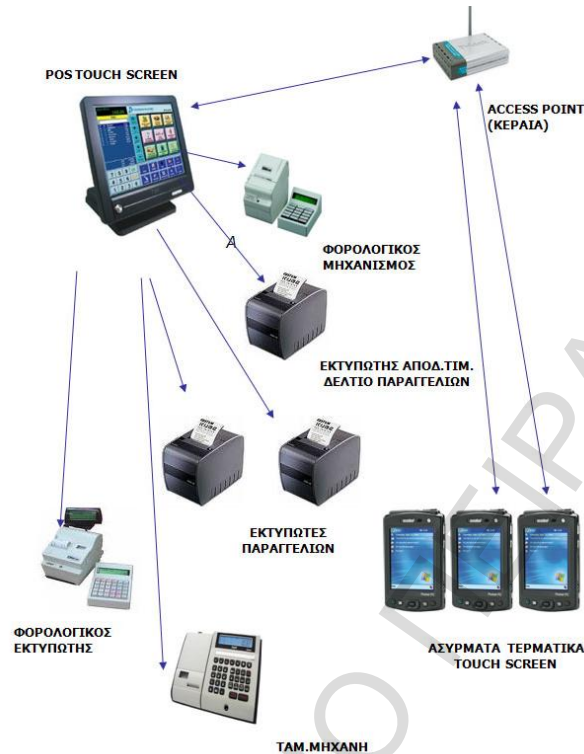 POS TOUCH SCREEN
ACCESS POINT
(ΚΕΡΑΙΑ)
A
ΦΟΡΟΛΟΓΙΚΟΣ
ΜΗΧΑΝΙΣΜΟΣ
ΕΚΤΥΠΩΤΗΣ ΑΠΟΔ.ΤΙΜ.
ΔΕΛΤΙΟ ΠΑΡΑΓΓΕΛΙΩΝ
ΕΚΤΥΠΩΤΕΣ
ΠΑΡΑΓΓΕΛΙΩΝ
ΦΟΡΟΛΟΓΙΚΟΣ
ΕΚΤΥΠΩΤΗΣ
ΑΣΥΡΜΑΤΑ ΤΕΡΜΑΤΙΚΑ
TOUCH SCREEN
ΤΑΜ.ΜΗΧΑΝΗ